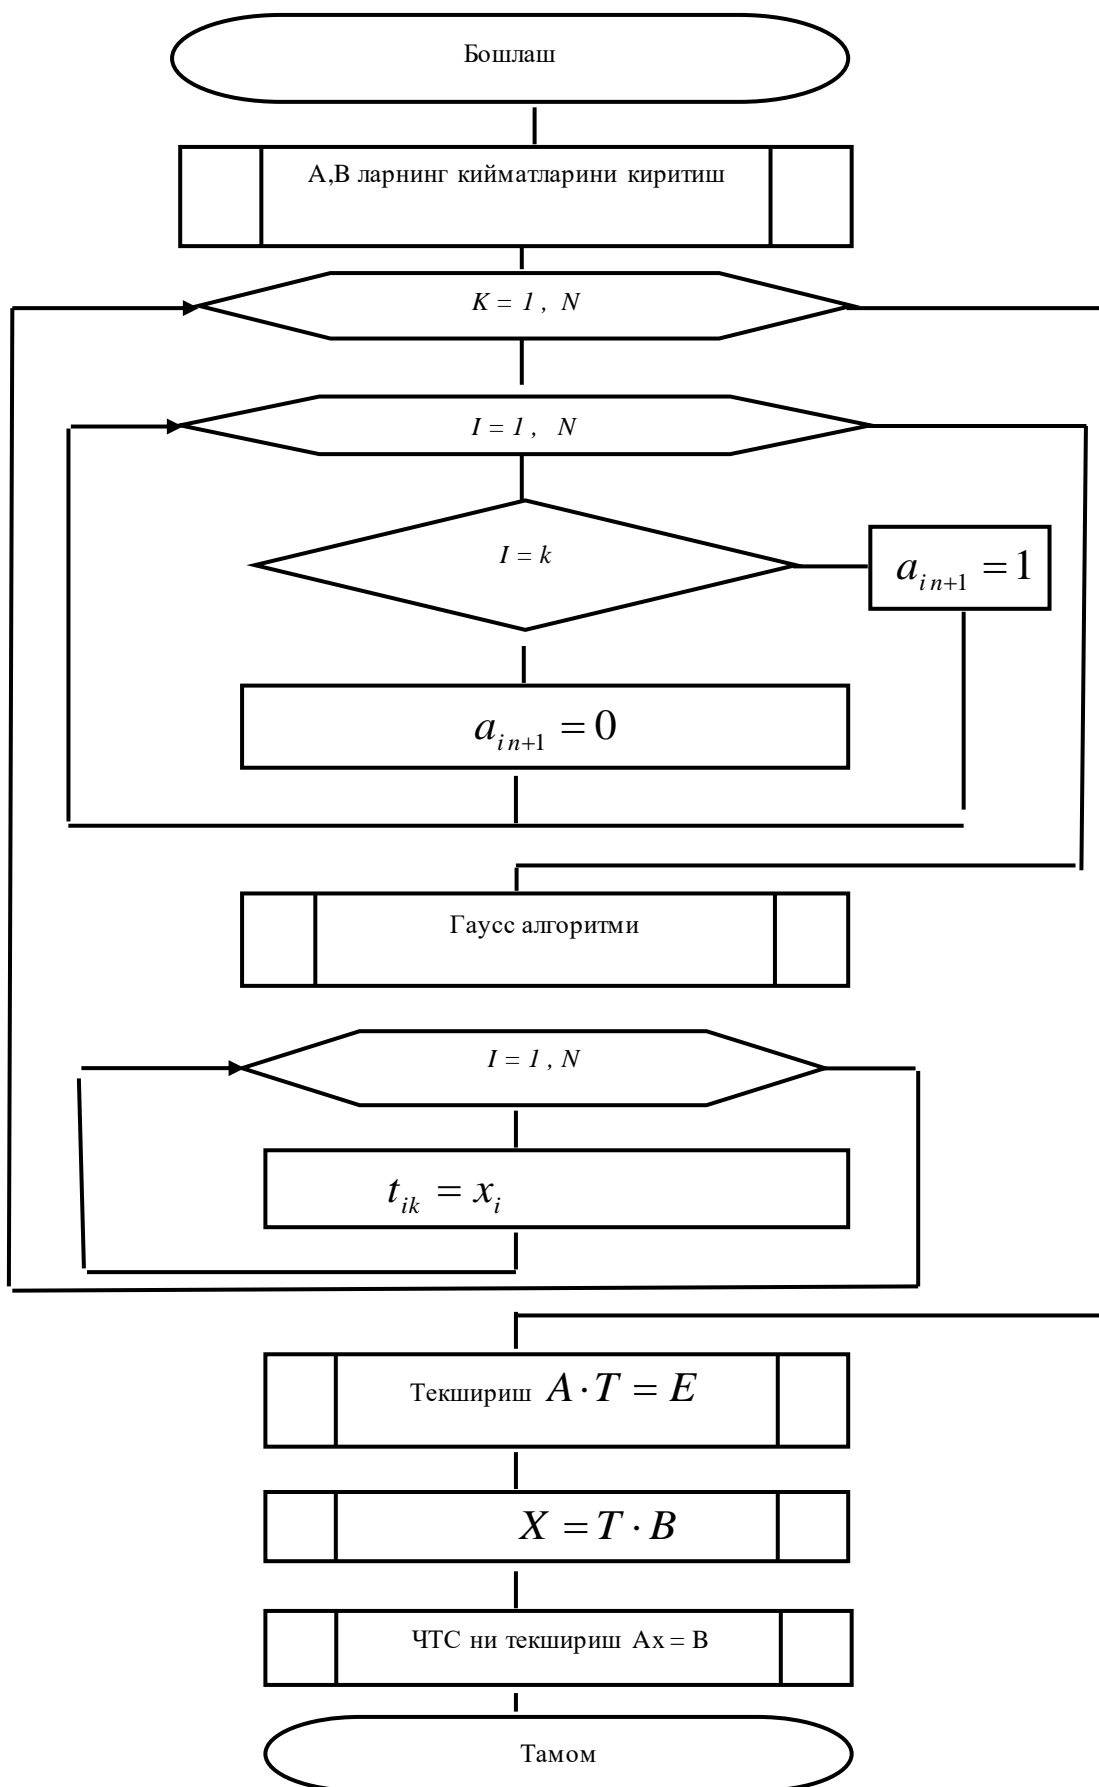 Бошлаш
А,В ларнинг кийматларини киритиш
K = 1 , N
I = 1 , N
I = k
a_{i n+1} = 1
a_{i n+1} = 0
Гаусс алгоритми
I = 1 , N
t_{ik} = x_i
Текшириш A · T = E
X = T · B
ЧТС ни текшириш Ах = В
Тамом